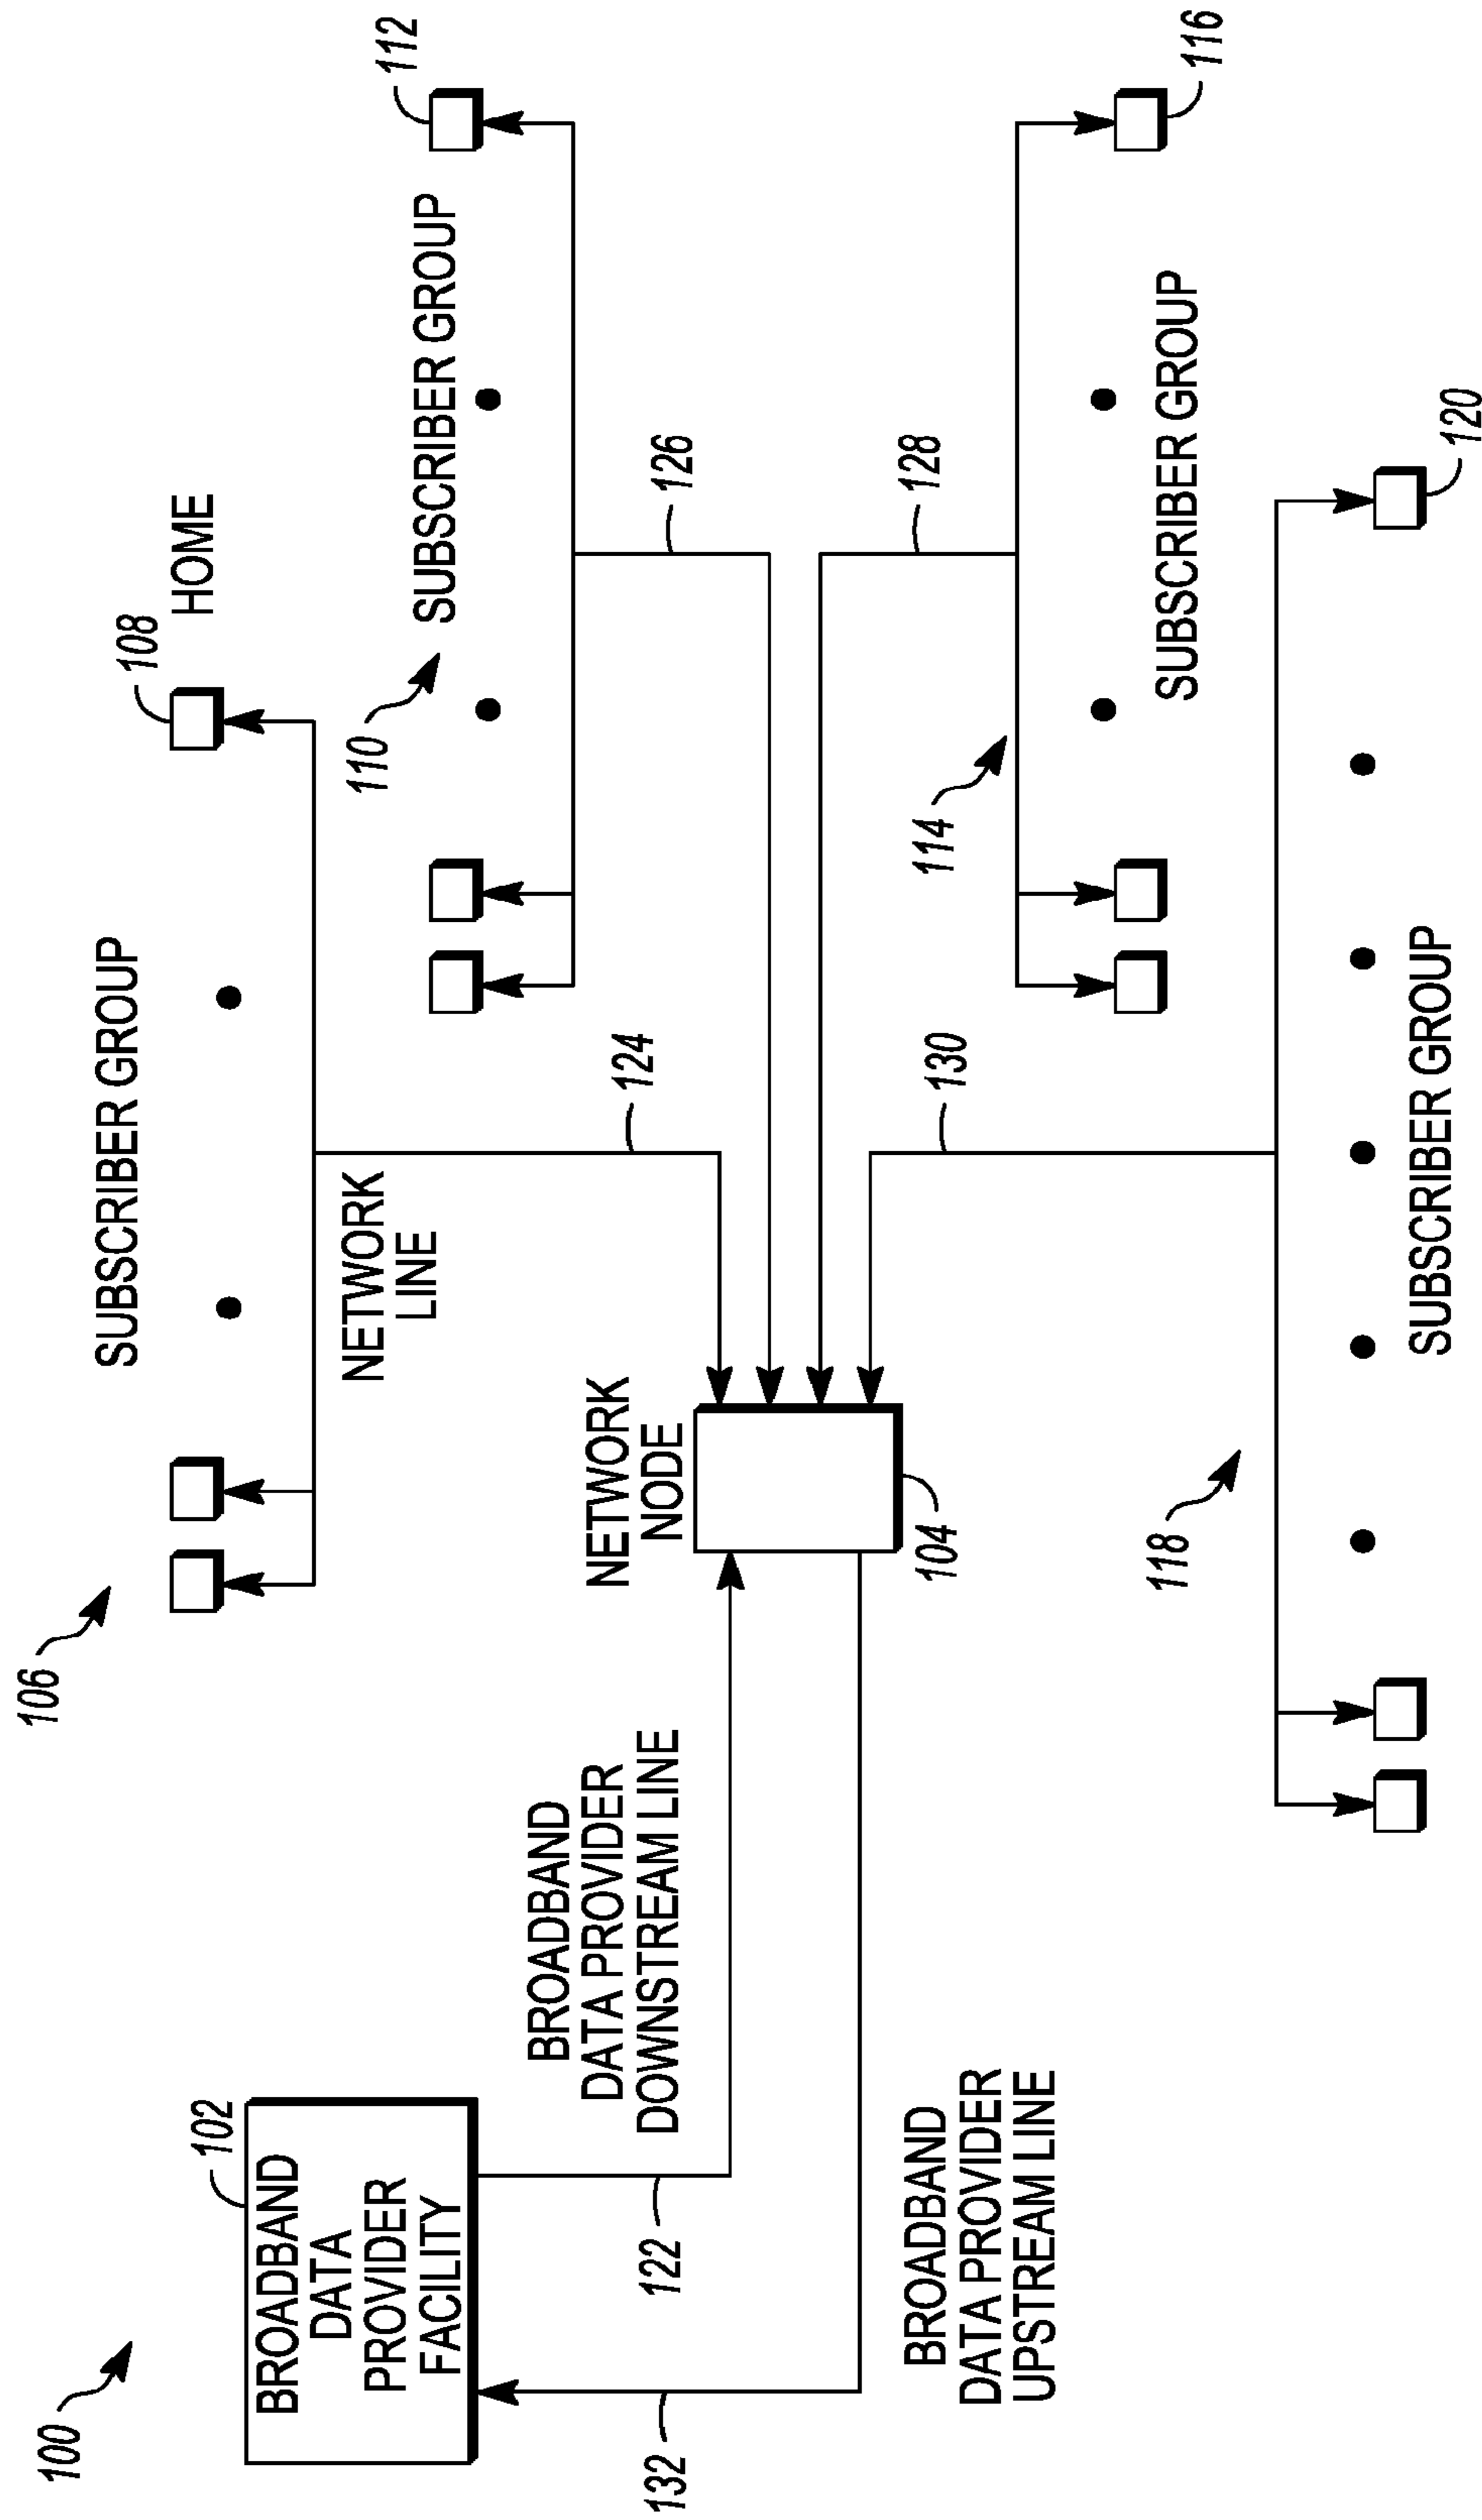 100
102
BROADBAND
DATA
PROVIDER
FACILITY
106
SUBSCRIBER GROUP
108
HOME
112
110
SUBSCRIBER GROUP
NETWORK
LINE
124
126
NETWORK
NODE
104
BROADBAND
DATA PROVIDER
DOWNSTREAM LINE
122
132
BROADBAND
DATA PROVIDER
UPSTREAM LINE
128
130
114
SUBSCRIBER GROUP
116
118
SUBSCRIBER GROUP
120